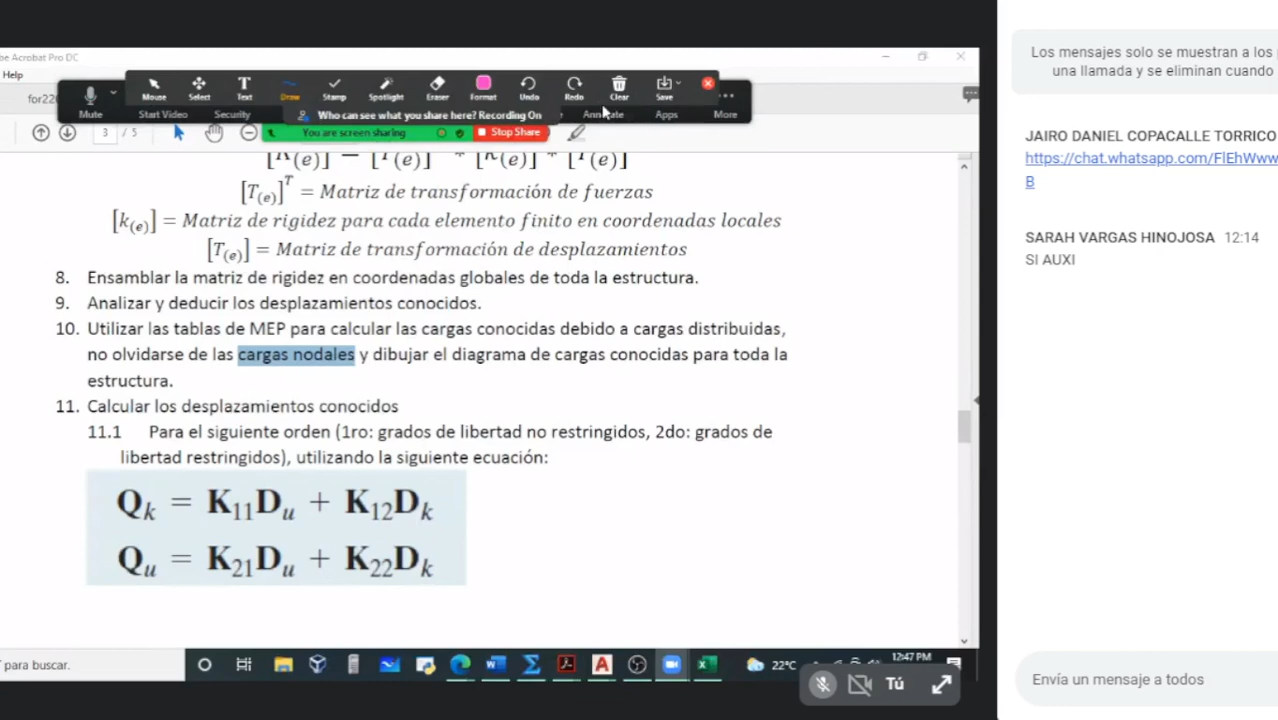 be Acrobat Pro DC
Help
for22
Mouse Select Text Draw Stamp Spotlight Eraser Format Undo Redo Clear Save
Mute Start Video Security Annotate Apps More
Who can see what you share here? Recording On
3 / 5
You are screen sharing Stop Share
[T(e)]^T = Matriz de transformación de fuerzas
[k(e)] = Matriz de rigidez para cada elemento finito en coordenadas locales
[T(e)] = Matriz de transformación de desplazamientos
8. Ensamblar la matriz de rigidez en coordenadas globales de toda la estructura.
9. Analizar y deducir los desplazamientos conocidos.
10. Utilizar las tablas de MEP para calcular las cargas conocidas debido a cargas distribuidas,
no olvidarse de las cargas nodales y dibujar el diagrama de cargas conocidas para toda la
estructura.
11. Calcular los desplazamientos conocidos
11.1 Para el siguiente orden (1ro: grados de libertad no restringidos, 2do: grados de
libertad restringidos), utilizando la siguiente ecuación:
Qk = K11Du + K12Dk
Qu = K21Du + K22Dk
para buscar.
22°C
12:47 PM
Tú
Los mensajes solo se muestran a los
una llamada y se eliminan cuando
JAIRO DANIEL COPACALLE TORRICO
https://chat.whatsapp.com/FlEhWww
B
SARAH VARGAS HINOJOSA 12:14
SI AUXI
Envía un mensaje a todos